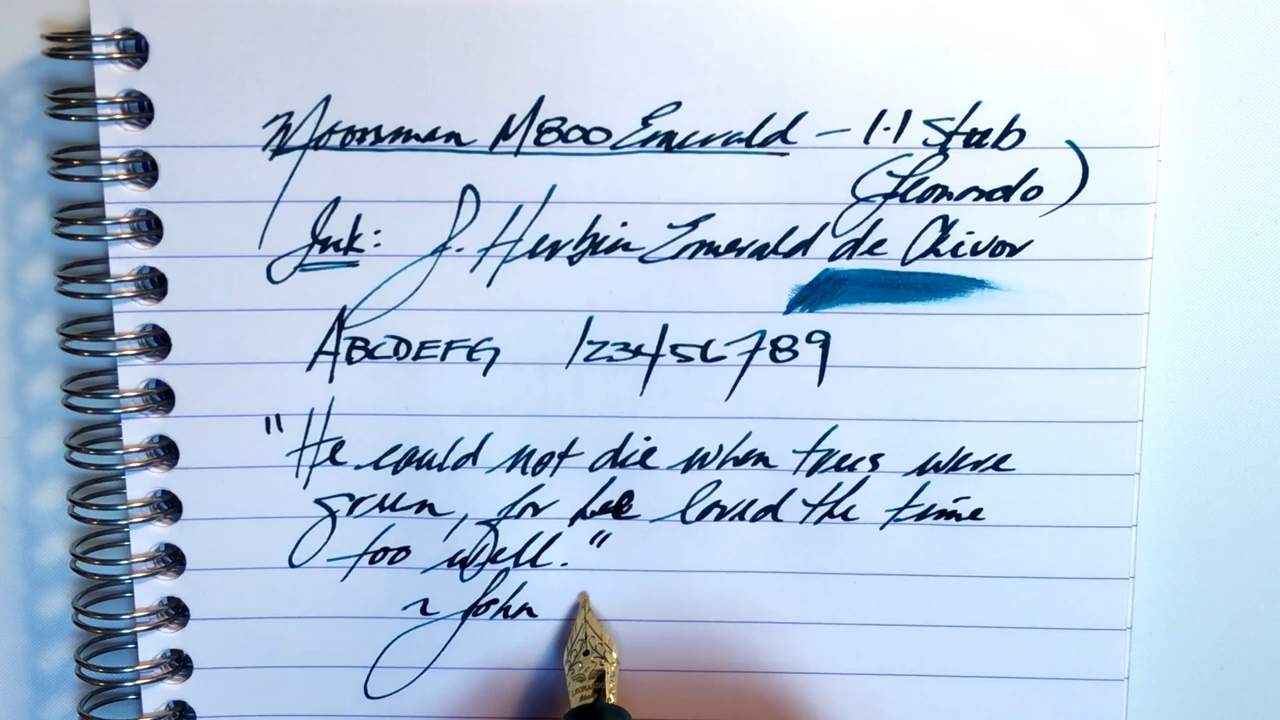 Moonman M800 Emerald - 1.1 Stub
(Leonardo)
Ink: J. Herbin Emerald de Chivor
ABCDEFG 123456789
"He could not die when trees were
green, for he loved the time
too well."
~ John
LEONARDO